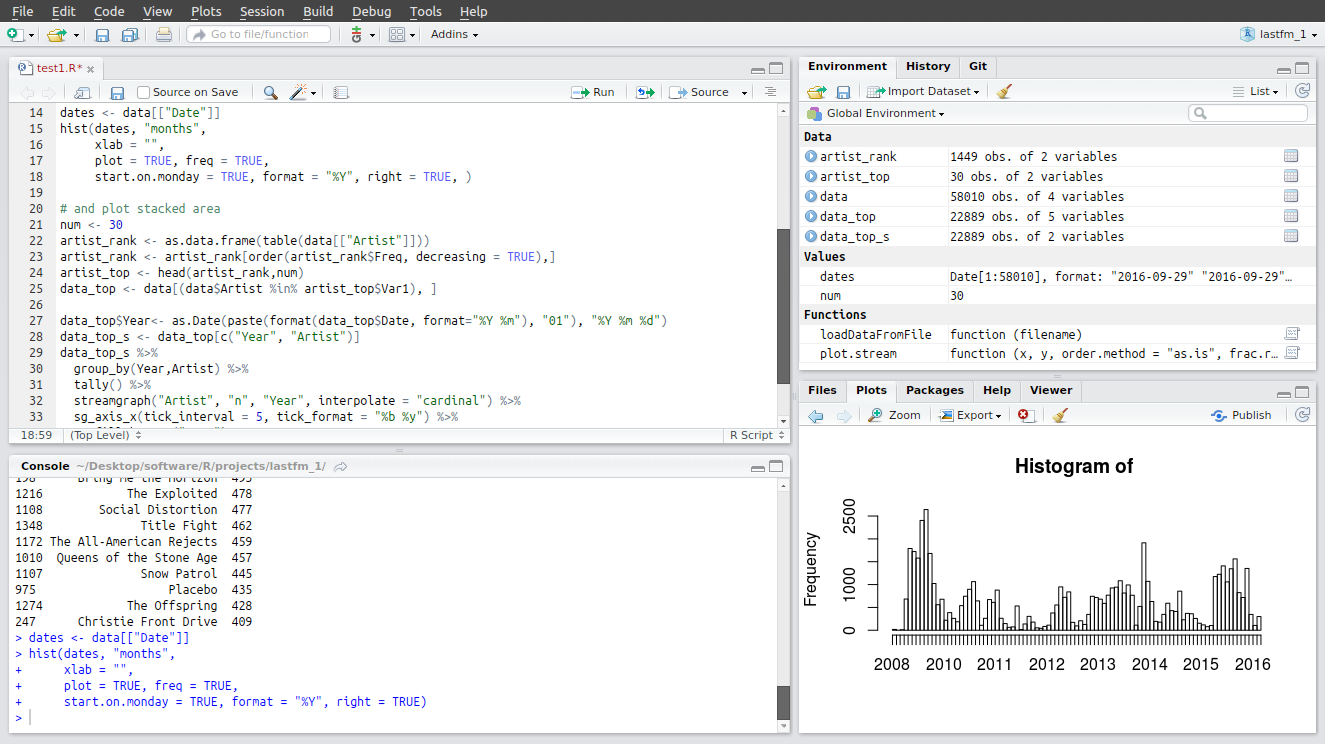 File Edit Code View Plots Session Build Debug Tools Help
Go to file/function Addins lastfm_1
test1.R*
Source on Save Run Source
14 dates <- data[["Date"]]
15 hist(dates, "months",
16 xlab = "",
17 plot = TRUE, freq = TRUE,
18 start.on.monday = TRUE, format = "%Y", right = TRUE, )
19
20 # and plot stacked area
21 num <- 30
22 artist_rank <- as.data.frame(table(data[["Artist"]]))
23 artist_rank <- artist_rank[order(artist_rank$Freq, decreasing = TRUE),]
24 artist_top <- head(artist_rank,num)
25 data_top <- data[(data$Artist %in% artist_top$Var1), ]
26
27 data_top$Year<- as.Date(paste(format(data_top$Date, format="%Y %m"), "01"), "%Y %m %d")
28 data_top_s <- data_top[c("Year", "Artist")]
29 data_top_s %>%
30 group_by(Year,Artist) %>%
31 tally() %>%
32 streamgraph("Artist", "n", "Year", interpolate = "cardinal") %>%
33 sg_axis_x(tick_interval = 5, tick_format = "%b %y") %>%
18:59 (Top Level) R Script
Console ~/Desktop/software/R/projects/lastfm_1/
198 Bring Me the Horizon 495
1216 The Exploited 478
1108 Social Distortion 477
1348 Title Fight 462
1172 The All-American Rejects 459
1010 Queens of the Stone Age 457
1107 Snow Patrol 445
975 Placebo 435
1274 The Offspring 428
247 Christie Front Drive 409
> dates <- data[["Date"]]
> hist(dates, "months",
+ xlab = "",
+ plot = TRUE, freq = TRUE,
+ start.on.monday = TRUE, format = "%Y", right = TRUE)
>
Environment History Git
Import Dataset List
Global Environment
Data
artist_rank 1449 obs. of 2 variables
artist_top 30 obs. of 2 variables
data 58010 obs. of 4 variables
data_top 22889 obs. of 5 variables
data_top_s 22889 obs. of 2 variables
Values
dates Date[1:58010], format: "2016-09-29" "2016-09-29"…
num 30
Functions
loadDataFromFile function (filename)
plot.stream function (x, y, order.method = "as.is", frac.r…
Files Plots Packages Help Viewer
Zoom Export Publish
Histogram of
Frequency
2500
1000
0
2008 2010 2011 2012 2013 2014 2015 2016